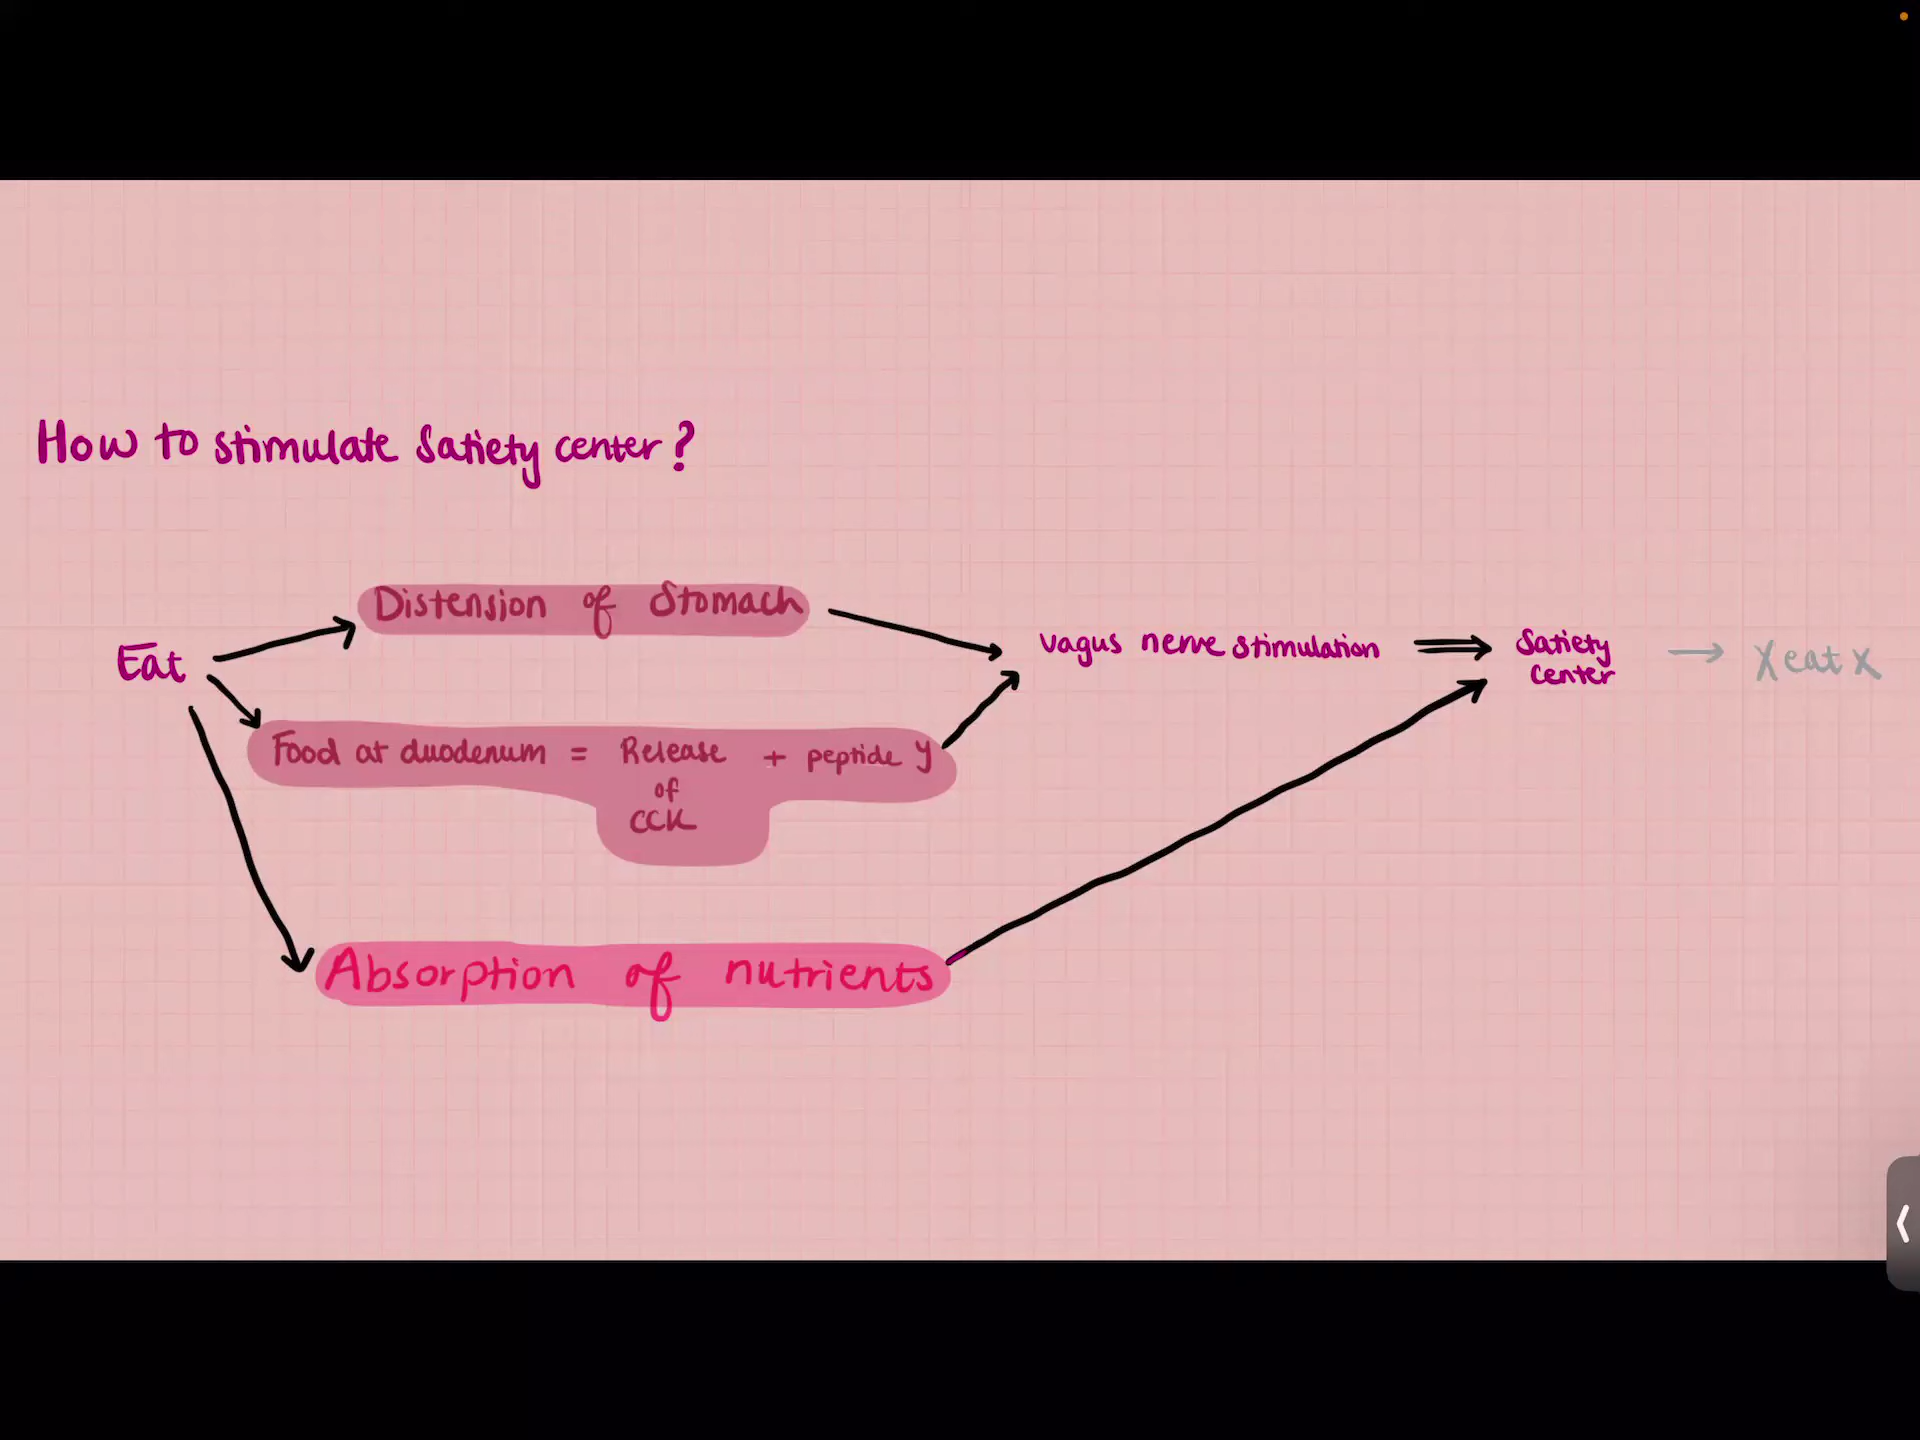 How to stimulate Satiety center?
Distension of Stomach
Eat
vagus nerve stimulation
Satiety
center
X eat X
Food at duodenum = Release + peptide y
of
CCK
Absorption of nutrients